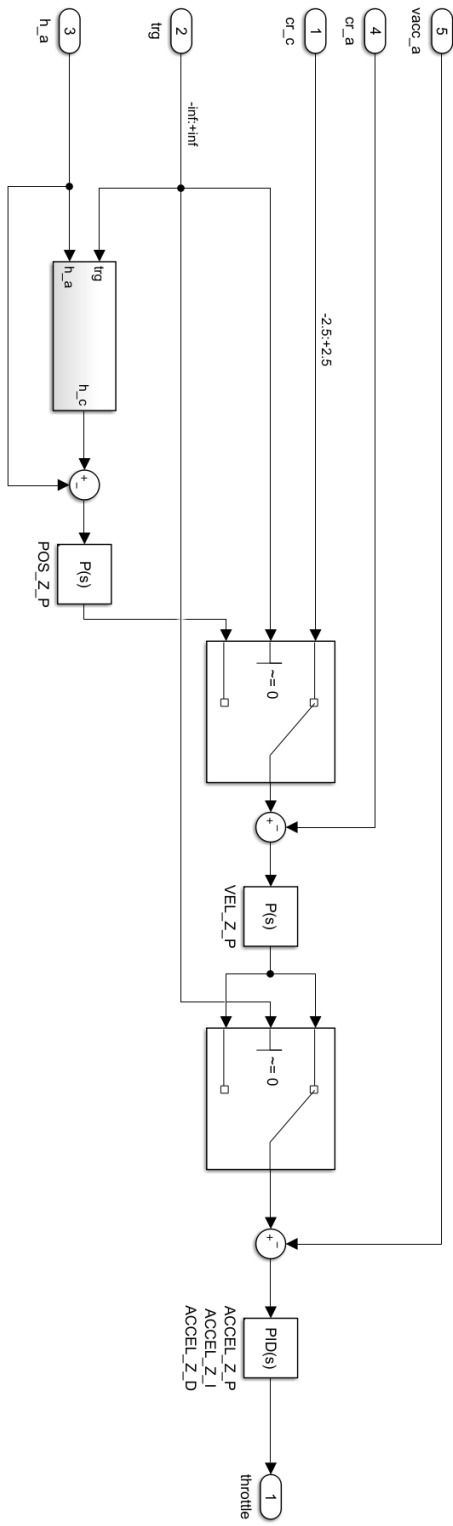 5
vacc_a
4
cr_a
1
cr_c
-2.5:+2.5
2
trg
-inf:+inf
3
h_a
trg
h_a
h_c
+
-
P(s)
POS_Z_P
~= 0
-
+
P(s)
VEL_Z_P
~= 0
-
+
PID(s)
ACCEL_Z_P
ACCEL_Z_I
ACCEL_Z_D
1
throttle